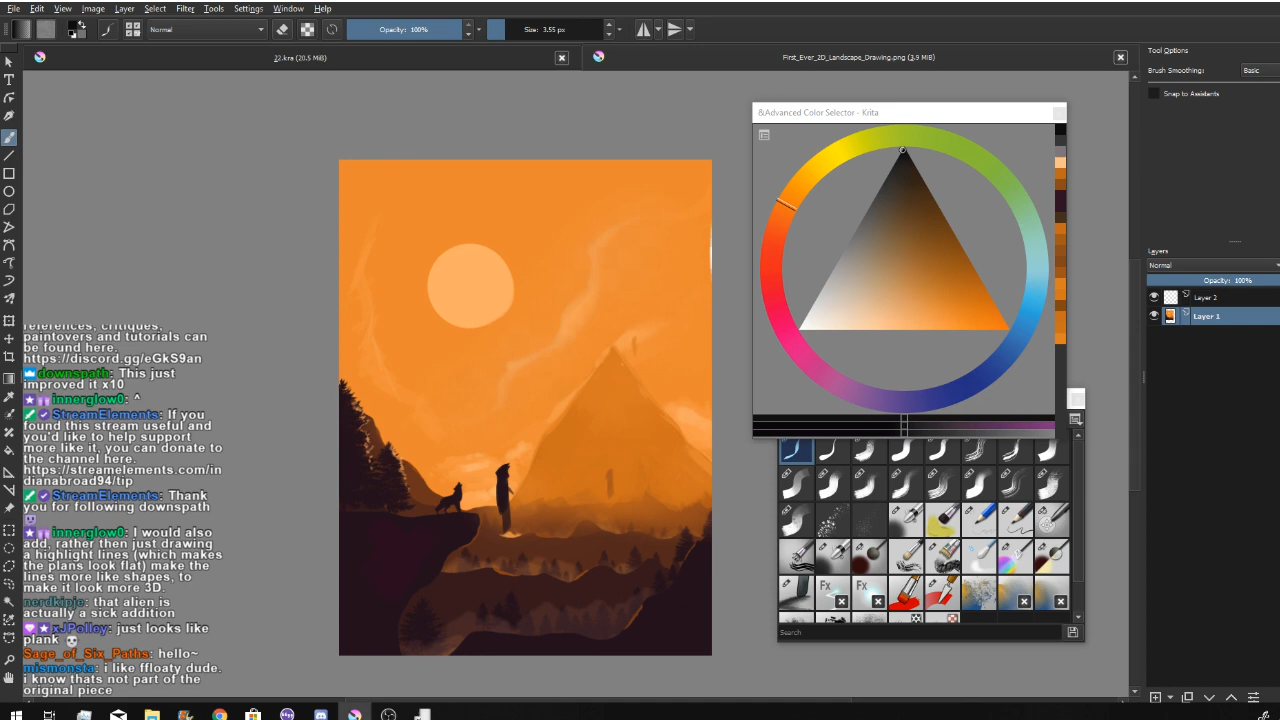 File Edit View Image Layer Select Filter Tools Settings Window Help
Normal
Opacity: 100%
Size: 3.55 px
22.kra (20.5 MiB)
First_Ever_2D_Landscape_Drawing.png (3.9 MiB)
Tool Options
Brush Smoothing: Basic
Snap to Assistants
&Advanced Color Selector - Krita
Layers
Normal
Opacity: 100%
Layer 2
Layer 1
references, critiques,
paintovers and tutorials can
be found here
https://discord.gg/eGkS9an
downspath: This just
improved it x10
innerglow0: ^
StreamElements: If you
found this stream useful and
you'd like to help support
more like it, you can donate to
the channel here.
https://streamelements.com/in
dianabroad94/tip
StreamElements: Thank
you for following downspath
innerglow0: I would also
add, rather then just drawing
a highlight lines (which makes
the plans look flat) make the
lines more like shapes, to
make it look more 3D.
nerdkipje: that alien is
actually a sick addition
xJPolley: just looks like
plank
Sage_of_Six_Paths: hello~
mismonsta: i like ffloaty dude.
i know thats not part of the
original piece
Fx Fx
Search